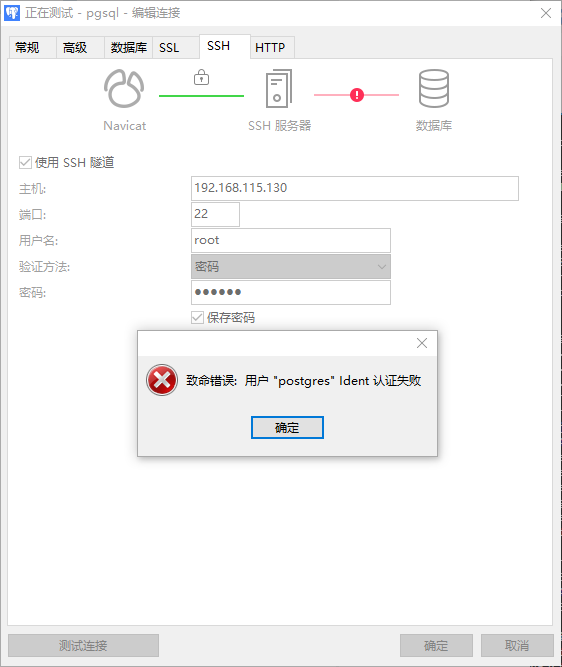 正在测试 - pgsql - 编辑连接
常规 高级 数据库 SSL SSH HTTP
Navicat SSH 服务器 数据库
使用 SSH 隧道
主机: 192.168.115.130
端口: 22
用户名: root
验证方法: 密码
密码: ●●●●●●
保存密码
致命错误: 用户 "postgres" Ident 认证失败
确定
测试连接 确定 取消